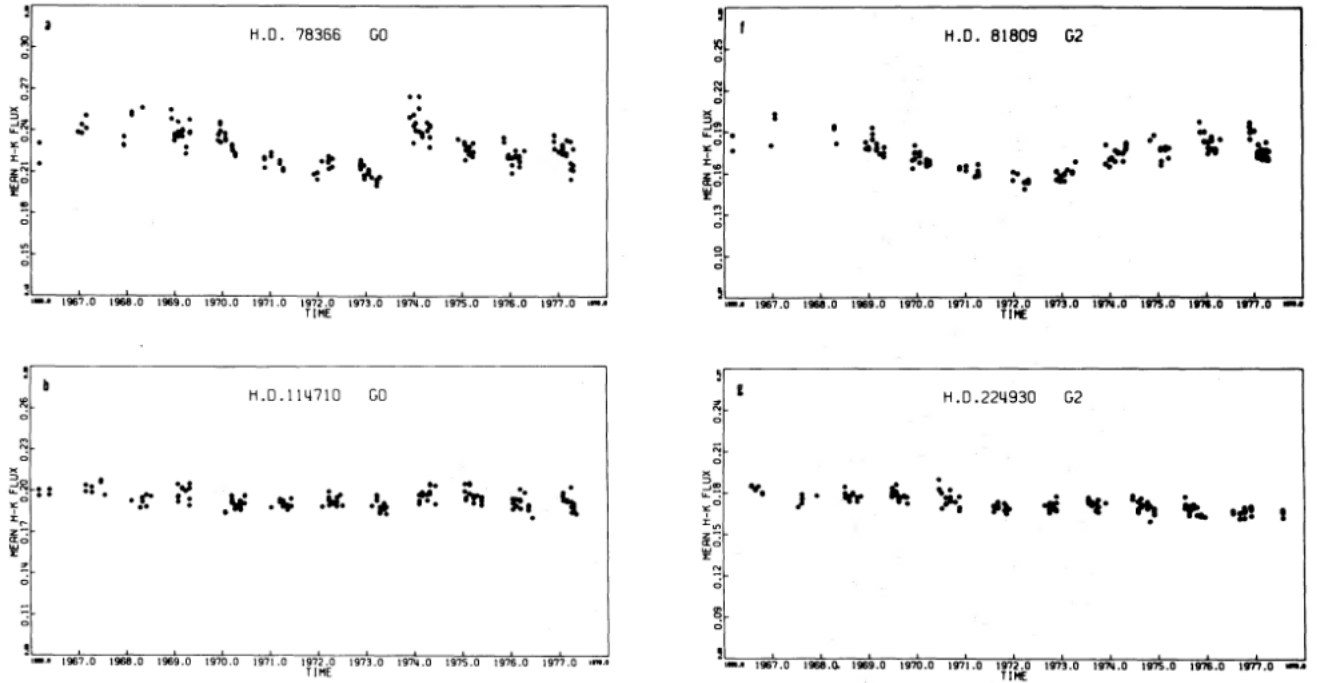 a
H.D. 78366 G0
MEAN H-K FLUX
0.30
0.27
0.24
0.21
0.18
0.15
1967.0 1968.0 1969.0 1970.0 1971.0 1972.0 1973.0 1974.0 1975.0 1976.0 1977.0
TIME
f
H.D. 81809 G2
MEAN H-K FLUX
0.25
0.22
0.19
0.16
0.13
0.10
1967.0 1968.0 1969.0 1970.0 1971.0 1972.0 1973.0 1974.0 1975.0 1976.0 1977.0
TIME
b
H.D.114710 G0
MEAN H-K FLUX
0.26
0.23
0.20
0.17
0.14
0.11
1967.0 1968.0 1969.0 1970.0 1971.0 1972.0 1973.0 1974.0 1975.0 1976.0 1977.0
TIME
g
H.D.224930 G2
MEAN H-K FLUX
0.24
0.21
0.18
0.15
0.12
0.09
1967.0 1968.0 1969.0 1970.0 1971.0 1972.0 1973.0 1974.0 1975.0 1976.0 1977.0
TIME